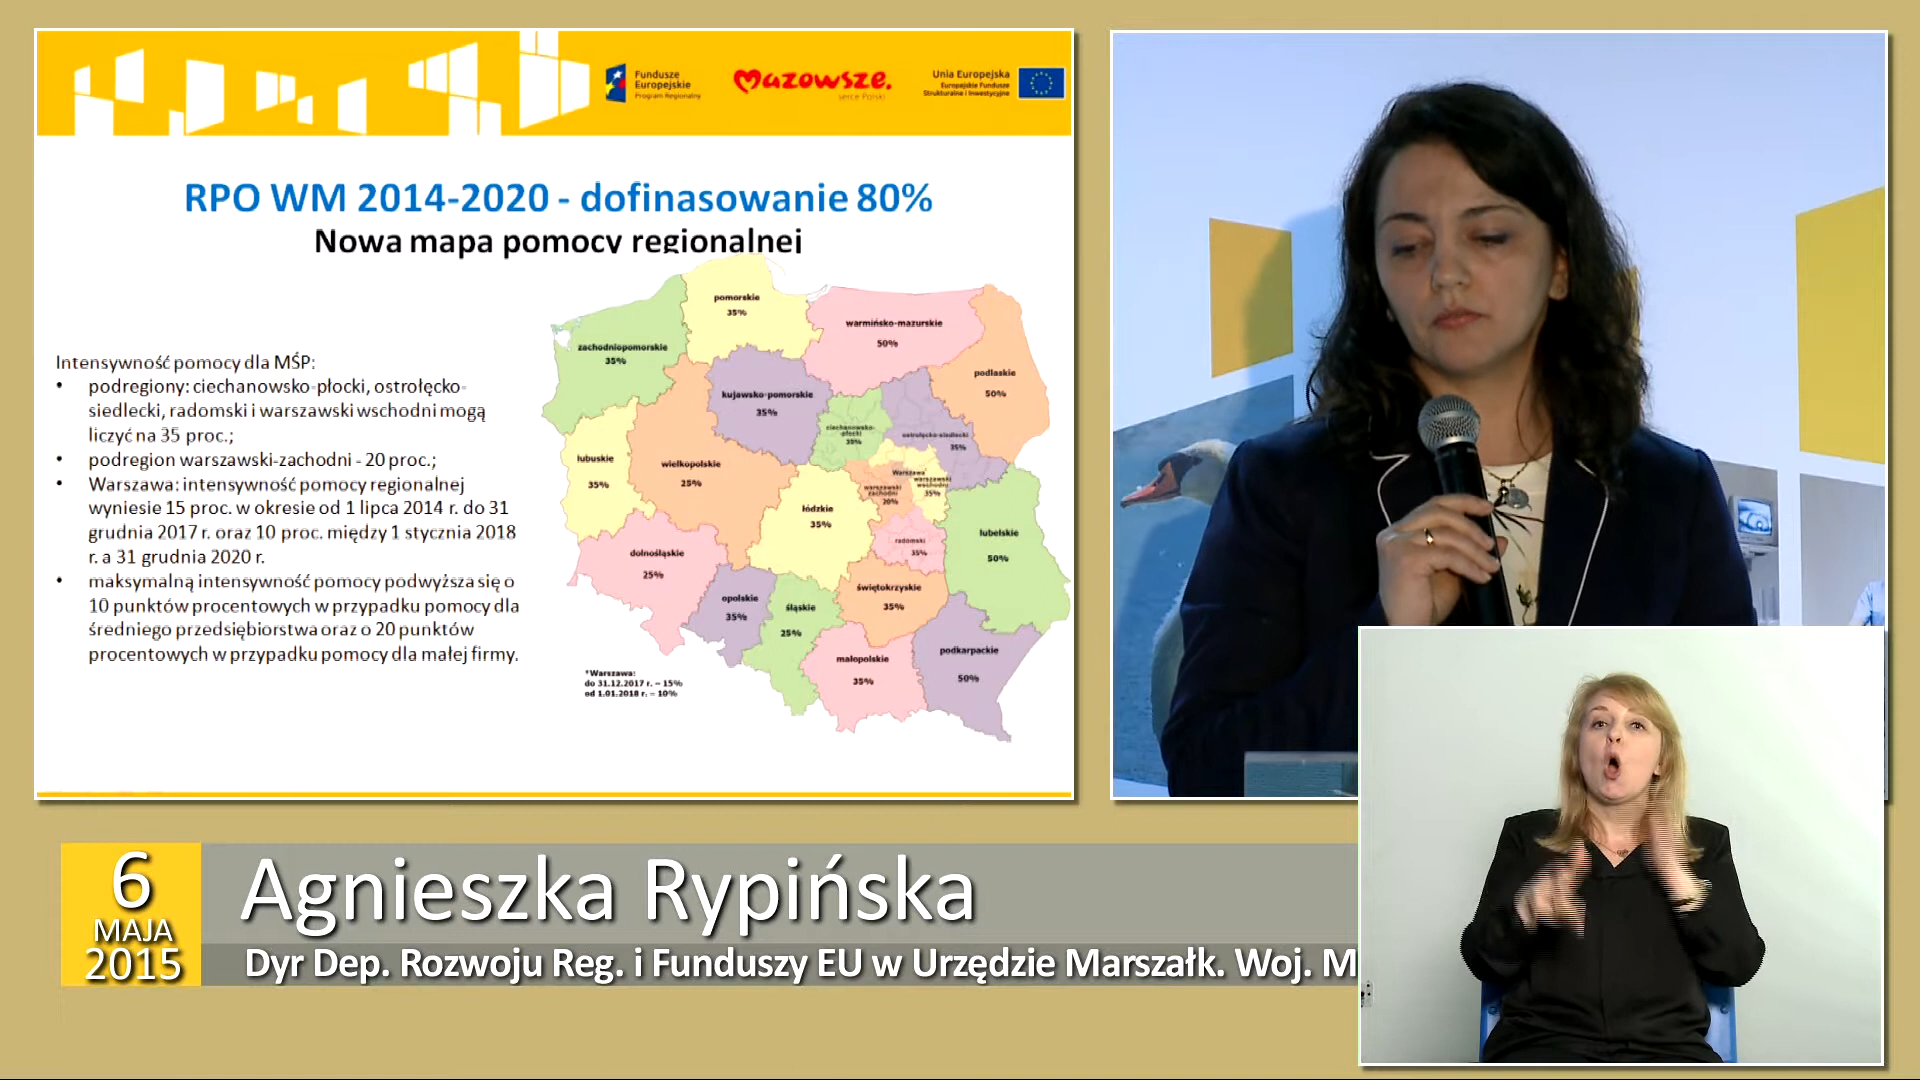 Fundusze
Europejskie
Program Regionalny
mazowsze.
serce Polski
Unia Europejska
Europejskie Fundusze
Strukturalne i Inwestycyjne
RPO WM 2014-2020 - dofinasowanie 80%
Nowa mapa pomocy regionalnej
Intensywność pomocy dla MŚP:
• podregiony: ciechanowsko-płocki, ostrołęcko-
siedlecki, radomski i warszawski wschodni mogą
liczyć na 35 proc.;
• podregion warszawski-zachodni - 20 proc.;
• Warszawa: intensywność pomocy regionalnej
wyniesie 15 proc. w okresie od 1 lipca 2014 r. do 31
grudnia 2017 r. oraz 10 proc. między 1 stycznia 2018
r. a 31 grudnia 2020 r.
• maksymalną intensywność pomocy podwyższa się o
10 punktów procentowych w przypadku pomocy dla
średniego przedsiębiorstwa oraz o 20 punktów
procentowych w przypadku pomocy dla małej firmy.
pomorskie
35%
warmińsko-mazurskie
50%
zachodniopomorskie
35%
podlaskie
50%
kujawsko-pomorskie
35%
ciechanowsko-
płocki
35%
ostrołęcko-siedlecki
35%
lubuskie
35%
wielkopolskie
25%
Warszawa*
warszawski
zachodni
20%
warszawski
wschodni
35%
łódzkie
35%
radomski
35%
lubelskie
50%
dolnośląskie
25%
opolskie
35%
śląskie
25%
świętokrzyskie
35%
małopolskie
35%
podkarpackie
50%
*Warszawa:
do 31.12.2017 r. – 15%
od 1.01.2018 r. – 10%
6
MAJA
2015
Agnieszka Rypińska
Dyr Dep. Rozwoju Reg. i Funduszy EU w Urzędzie Marszałk. Woj. M